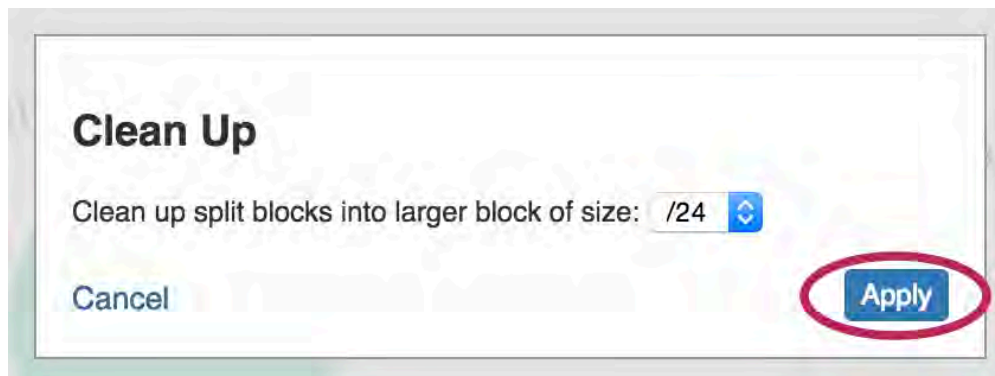 Clean Up
Clean up split blocks into larger block of size: /24
Cancel Apply